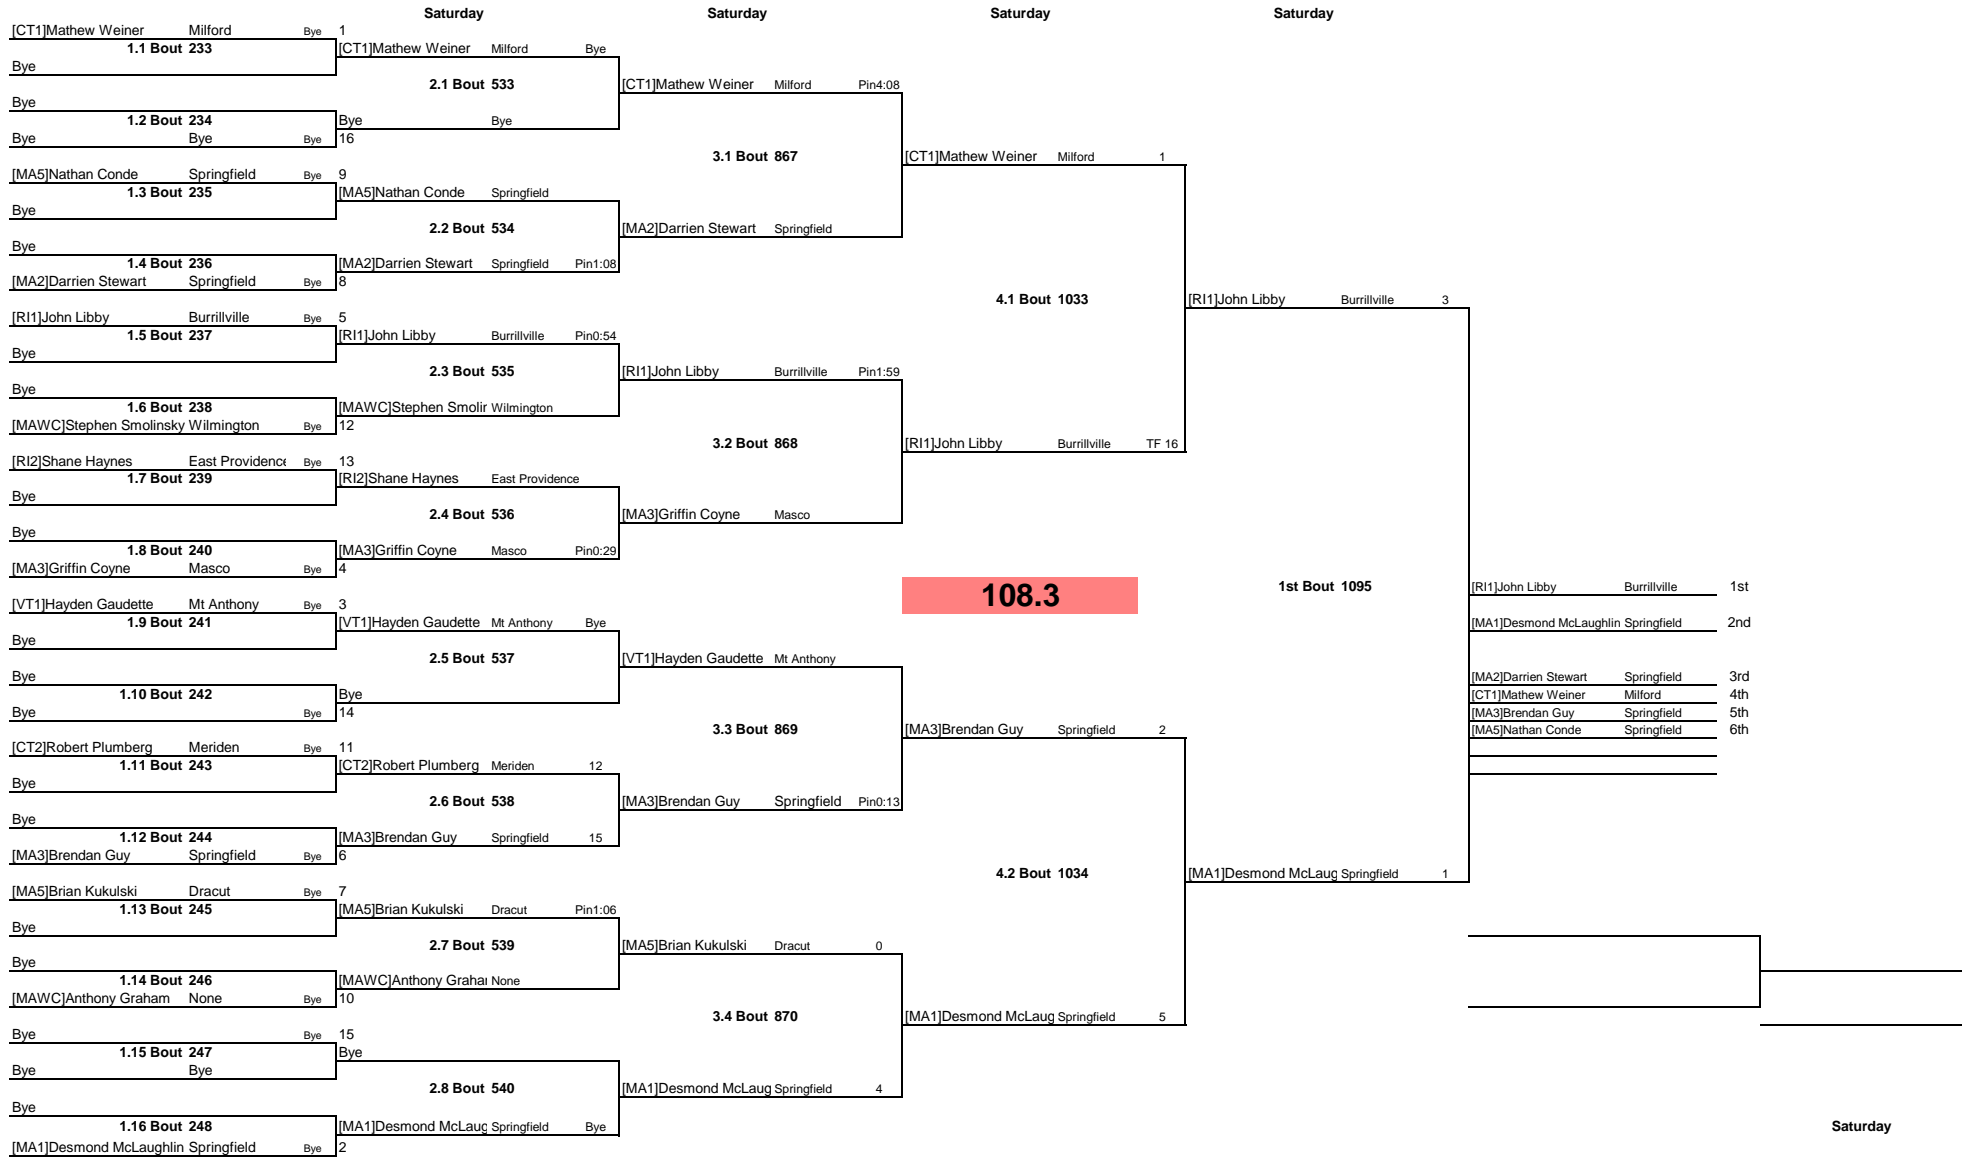 Saturday Saturday Saturday Saturday
[CT1]Mathew Weiner Milford Bye 1
1.1 Bout 233 [CT1]Mathew Weiner Milford Bye
Bye
2.1 Bout 533 [CT1]Mathew Weiner Milford Pin4:08
Bye
1.2 Bout 234 Bye Bye
Bye Bye Bye 16
3.1 Bout 867 [CT1]Mathew Weiner Milford 1
[MA5]Nathan Conde Springfield Bye 9
1.3 Bout 235 [MA5]Nathan Conde Springfield
Bye
2.2 Bout 534 [MA2]Darrien Stewart Springfield
Bye
1.4 Bout 236 [MA2]Darrien Stewart Springfield Pin1:08
[MA2]Darrien Stewart Springfield Bye 8
4.1 Bout 1033 [RI1]John Libby Burrillville 3
[RI1]John Libby Burrillville Bye 5
1.5 Bout 237 [RI1]John Libby Burrillville Pin0:54
Bye
2.3 Bout 535 [RI1]John Libby Burrillville Pin1:59
Bye
1.6 Bout 238 [MAWC]Stephen Smolir Wilmington
[MAWC]Stephen Smolinsky Wilmington Bye 12
3.2 Bout 868 [RI1]John Libby Burrillville TF 16
[RI2]Shane Haynes East Providence Bye 13
1.7 Bout 239 [RI2]Shane Haynes East Providence
Bye
2.4 Bout 536 [MA3]Griffin Coyne Masco
Bye
1.8 Bout 240 [MA3]Griffin Coyne Masco Pin0:29
[MA3]Griffin Coyne Masco Bye 4
108.3 1st Bout 1095 [RI1]John Libby Burrillville 1st
[VT1]Hayden Gaudette Mt Anthony Bye 3
1.9 Bout 241 [VT1]Hayden Gaudette Mt Anthony Bye [MA1]Desmond McLaughlin Springfield 2nd
Bye
2.5 Bout 537 [VT1]Hayden Gaudette Mt Anthony
Bye [MA2]Darrien Stewart Springfield 3rd
1.10 Bout 242 Bye [CT1]Mathew Weiner Milford 4th
Bye Bye 14 [MA3]Brendan Guy Springfield 5th
3.3 Bout 869 [MA3]Brendan Guy Springfield 2 [MA5]Nathan Conde Springfield 6th
[CT2]Robert Plumberg Meriden Bye 11
1.11 Bout 243 [CT2]Robert Plumberg Meriden 12
Bye
2.6 Bout 538 [MA3]Brendan Guy Springfield Pin0:13
Bye
1.12 Bout 244 [MA3]Brendan Guy Springfield 15
[MA3]Brendan Guy Springfield Bye 6
4.2 Bout 1034 [MA1]Desmond McLaug Springfield 1
[MA5]Brian Kukulski Dracut Bye 7
1.13 Bout 245 [MA5]Brian Kukulski Dracut Pin1:06
Bye
2.7 Bout 539 [MA5]Brian Kukulski Dracut 0
Bye
1.14 Bout 246 [MAWC]Anthony Grahai None
[MAWC]Anthony Graham None Bye 10
3.4 Bout 870 [MA1]Desmond McLaug Springfield 5
Bye Bye 15
1.15 Bout 247 Bye
Bye Bye
2.8 Bout 540 [MA1]Desmond McLaug Springfield 4
Bye
1.16 Bout 248 [MA1]Desmond McLaug Springfield Bye Saturday
[MA1]Desmond McLaughlin Springfield Bye 2